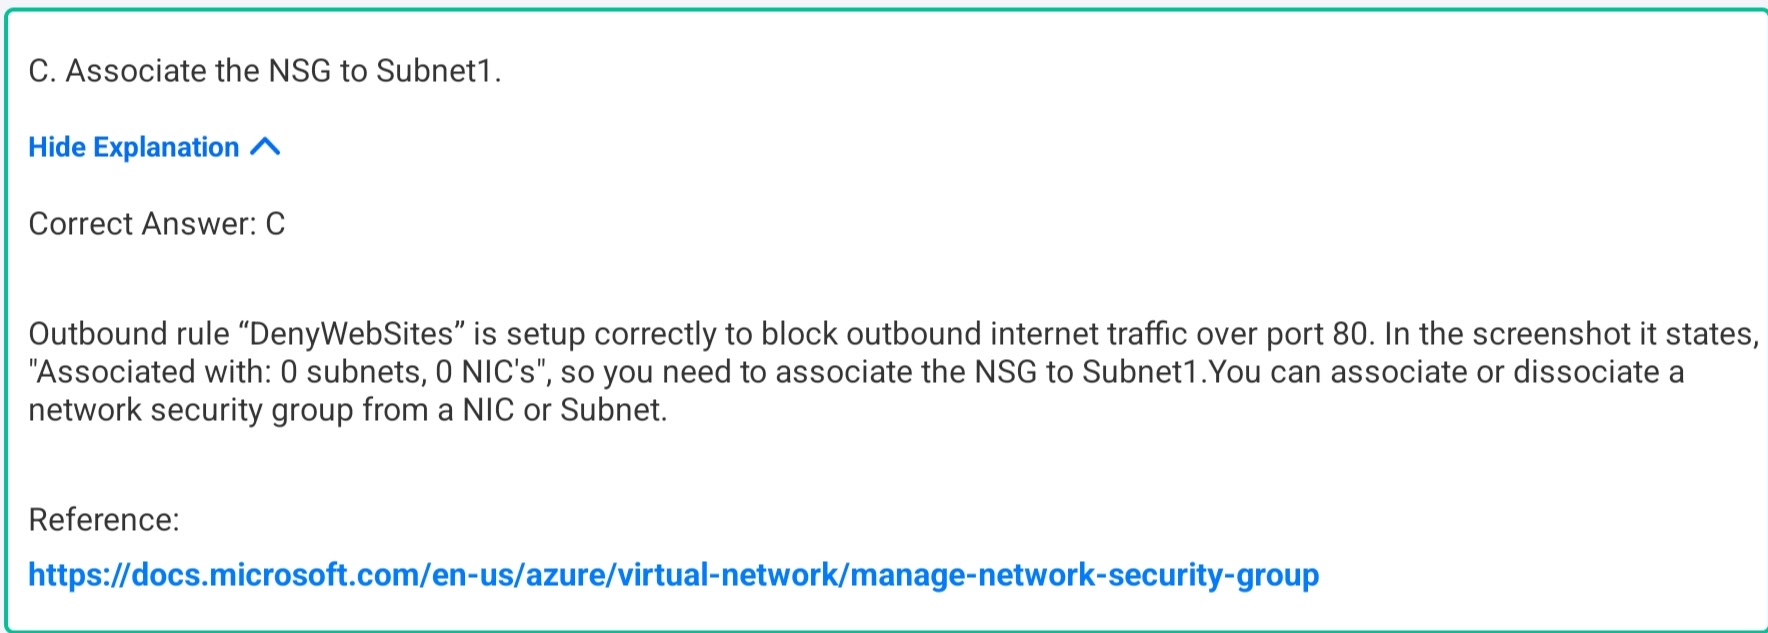 C. Associate the NSG to Subnet1.
Hide Explanation
Correct Answer: C
Outbound rule “DenyWebSites” is setup correctly to block outbound internet traffic over port 80. In the screenshot it states,
"Associated with: 0 subnets, 0 NIC's", so you need to associate the NSG to Subnet1.You can associate or dissociate a
network security group from a NIC or Subnet.
Reference:
https://docs.microsoft.com/en-us/azure/virtual-network/manage-network-security-group